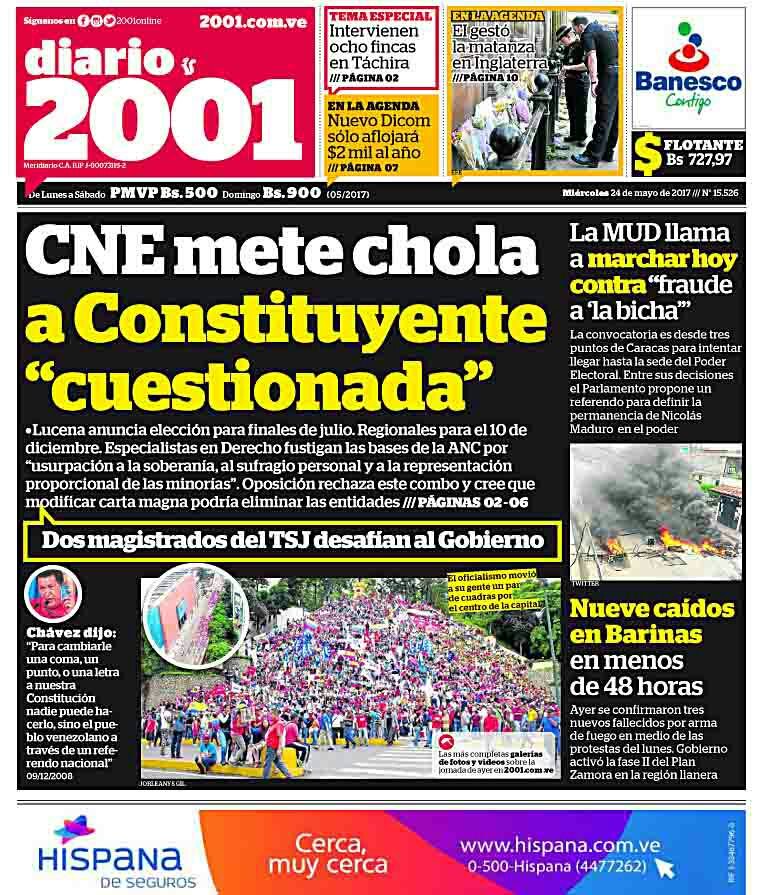 Síguenos en 2001online
2001.com.ve
diario
2001
Meridiario C.A. RIF J-00073115-2
TEMA ESPECIAL
Intervienen
ocho fincas
en Táchira
/// PÁGINA 02
EN LA AGENDA
Nuevo Dicom
sólo aflojará
$2 mil al año
/// PÁGINA 07
EN LA AGENDA
El gestó
la matanza
en Inglaterra
/// PÁGINA 10
EFE
Banesco
Contigo
$ FLOTANTE
Bs 727,97
De Lunes a Sábado PMVP Bs.500 Domingo Bs.900 (05/2017)
Miércoles 24 de mayo de 2017 /// N° 15.526
CNE mete chola
a Constituyente
“cuestionada”
•Lucena anuncia elección para finales de julio. Regionales para el 10 de
diciembre. Especialistas en Derecho fustigan las bases de la ANC por
“usurpación a la soberanía, al sufragio personal y a la representación
proporcional de las minorías”. Oposición rechaza este combo y cree que
modificar carta magna podría eliminar las entidades /// PÁGINAS 02-06
Dos magistrados del TSJ desafían al Gobierno
Chávez dijo:
“Para cambiarle
una coma, un
punto, o una letra
a nuestra
Constitución
nadie puede ha-
cerlo, sino el pue-
blo venezolano a
través de un refe-
rendo nacional”
09/12/2008
El oficialismo movió
a su gente un par
de cuadras por
el centro de la capital
Las más completas galerías
de fotos y videos sobre la
jornada de ayer en 2001.com.ve
JORLEANYS GIL
La MUD llama
a marchar hoy
contra “fraude
a ‘la bicha’”
La convocatoria es desde tres
puntos de Caracas para intentar
llegar hasta la sede del Poder
Electoral. Entre sus decisiones
el Parlamento propone un
referendo para definir la
permanencia de Nicolás
Maduro en el poder
TWITTER
Nueve caídos
en Barinas
en menos
de 48 horas
Ayer se confirmaron tres
nuevos fallecidos por arma
de fuego en medio de las
protestas del lunes. Gobierno
activó la fase II del Plan
Zamora en la región llanera
HISPANA
DE SEGUROS
Cerca,
muy cerca
www.hispana.com.ve
0-500-Hispana (4477262)